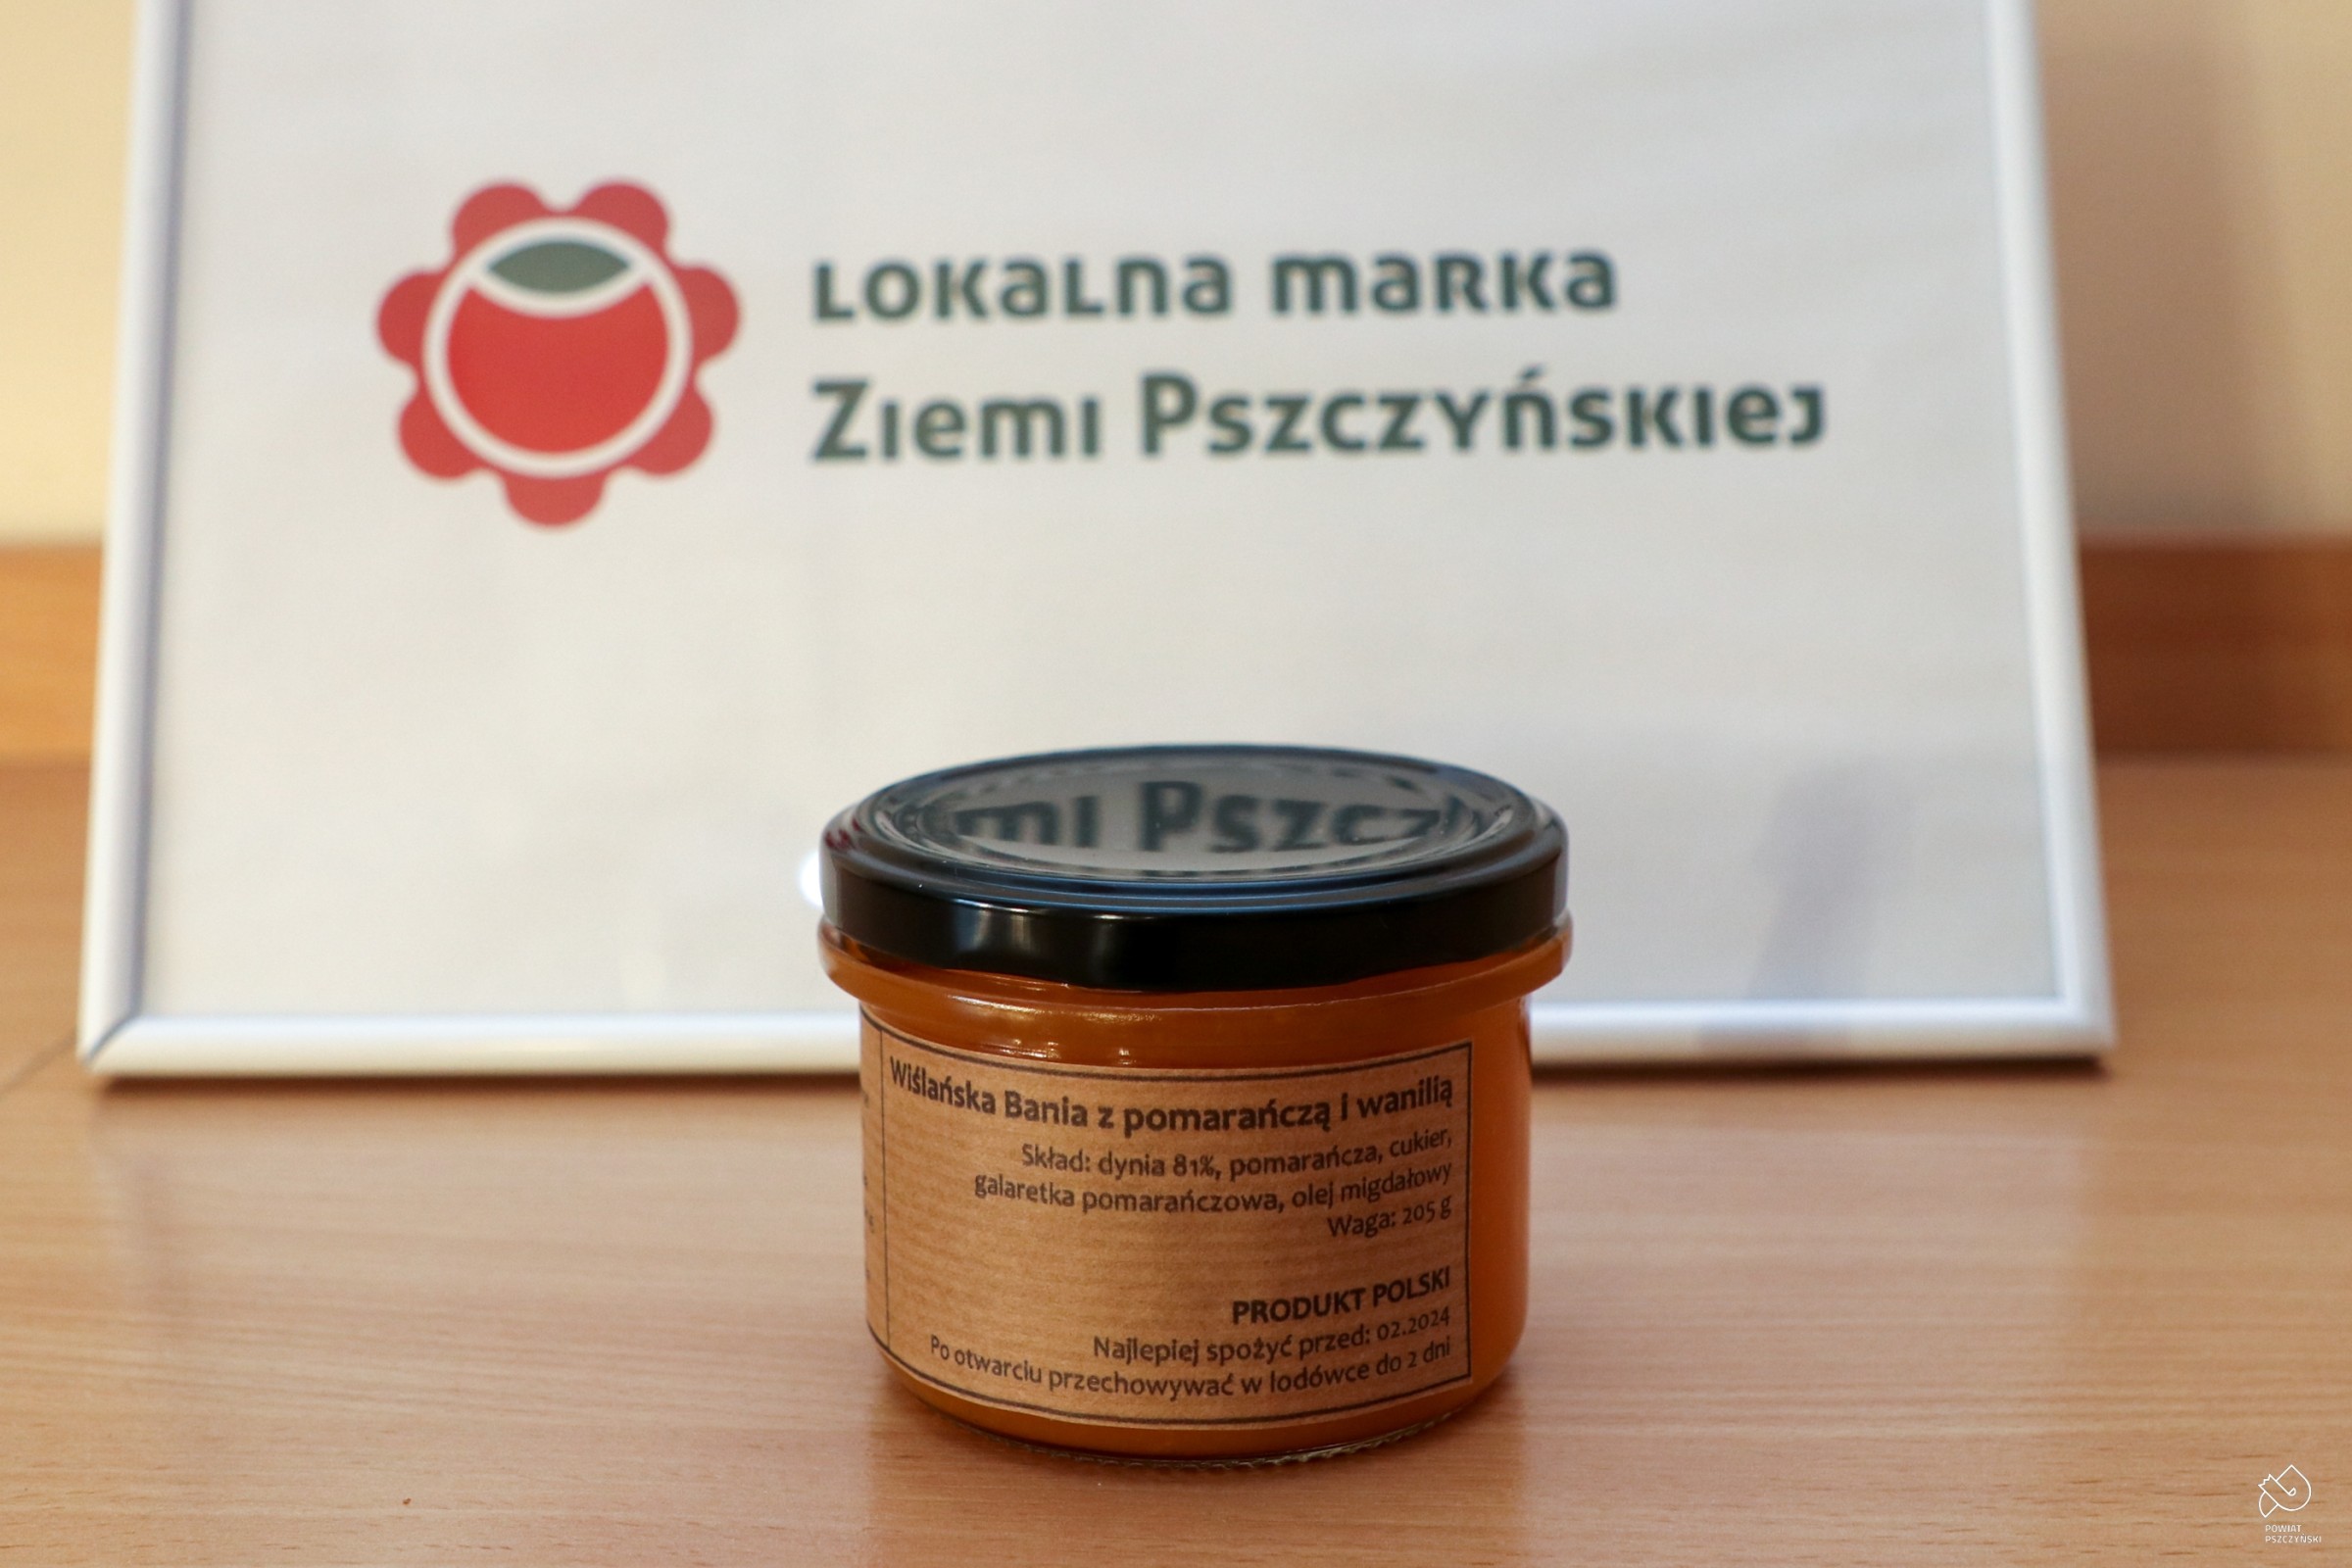 Lokalna marka
Ziemi Pszczyńskiej
mi Pszcz
Wiślańska Bania z pomarańczą i wanilią
Skład: dynia 81%, pomarańcza, cukier,
galaretka pomarańczowa, olej migdałowy
Waga: 205 g
PRODUKT POLSKI
Najlepiej spożyć przed: 02.2024
Po otwarciu przechowywać w lodówce do 2 dni
POWIAT
PSZCZYŃSKI